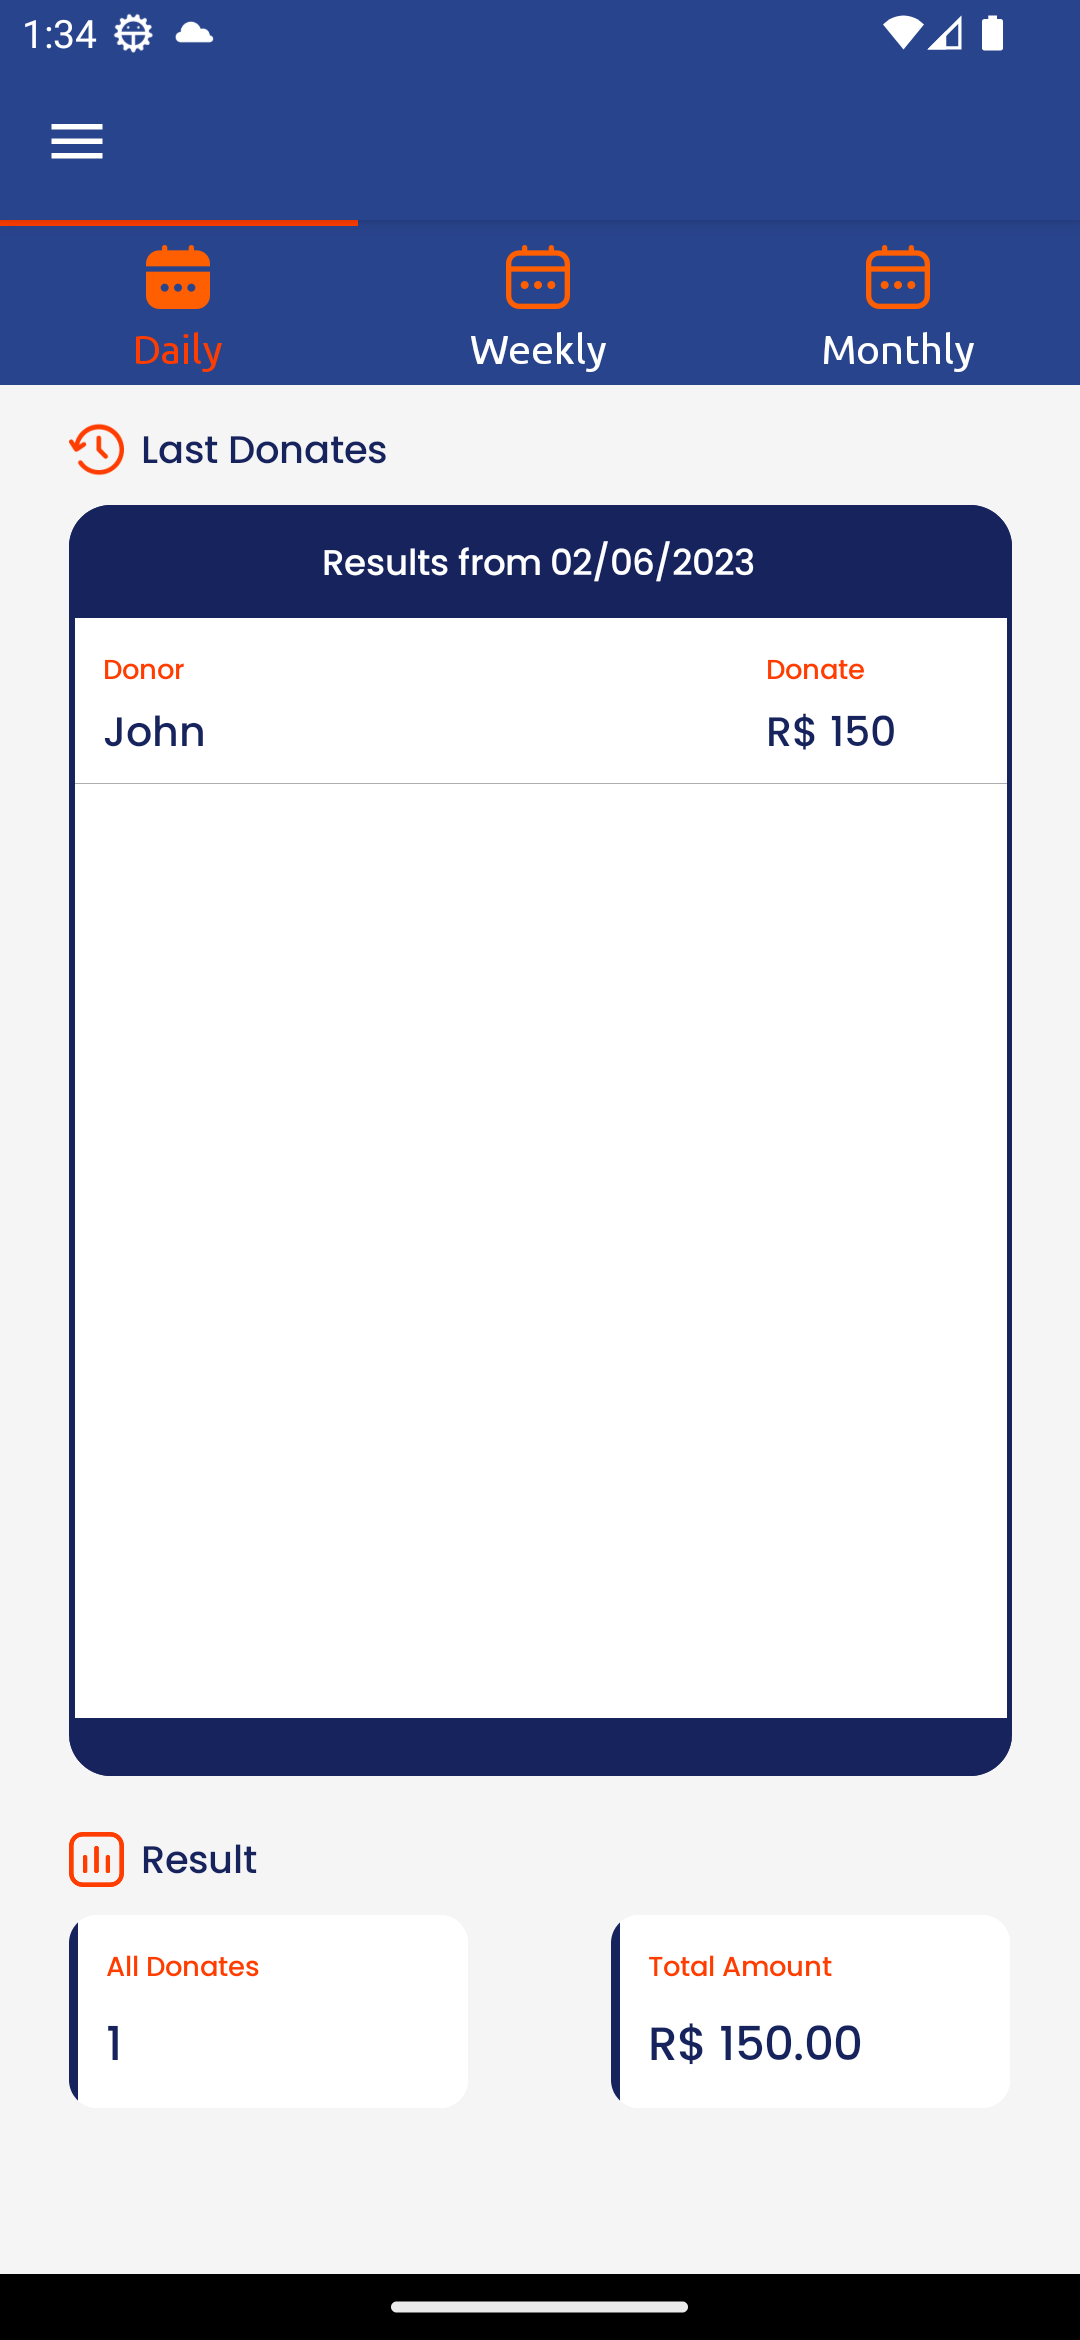 1:34
Daily
Weekly
Monthly
Last Donates
Results from 02/06/2023
Donor
Donate
John
R$ 150
Result
All Donates
Total Amount
1
R$ 150.00